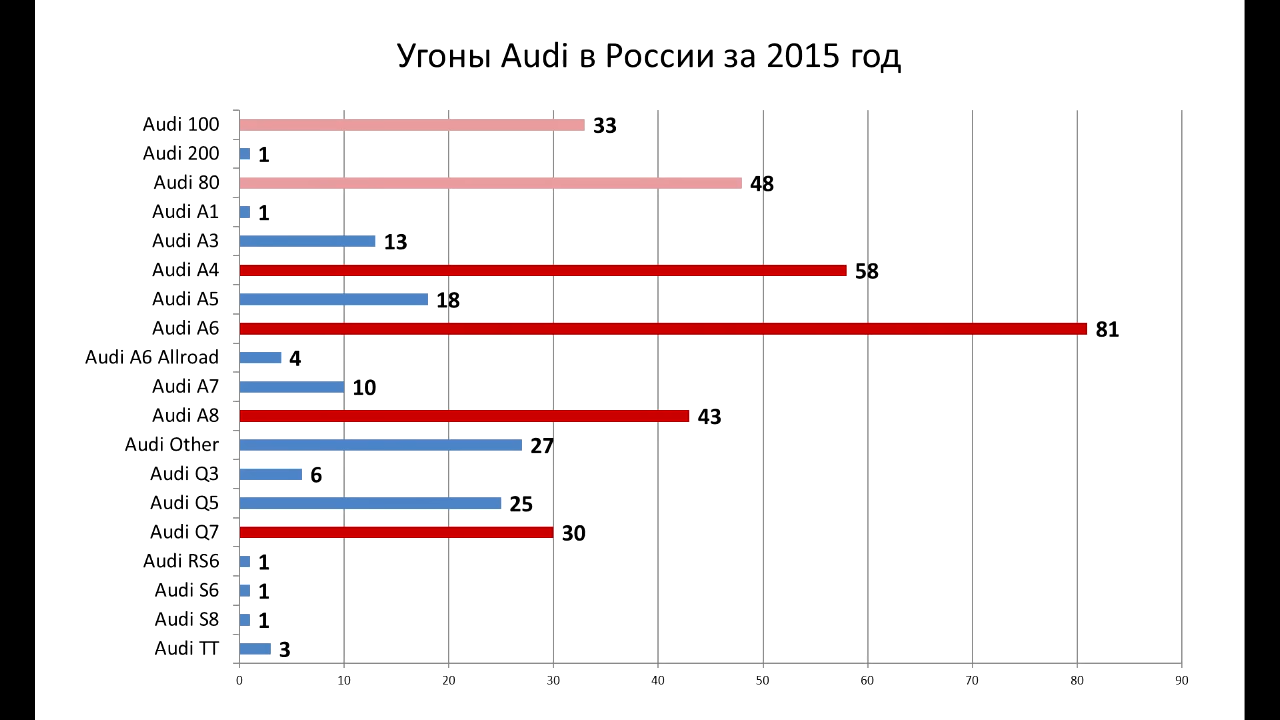 Угоны Audi в России за 2015 год
Audi 100 33
Audi 200 1
Audi 80 48
Audi A1 1
Audi A3 13
Audi A4 58
Audi A5 18
Audi A6 81
Audi A6 Allroad 4
Audi A7 10
Audi A8 43
Audi Other 27
Audi Q3 6
Audi Q5 25
Audi Q7 30
Audi RS6 1
Audi S6 1
Audi S8 1
Audi TT 3
0 10 20 30 40 50 60 70 80 90